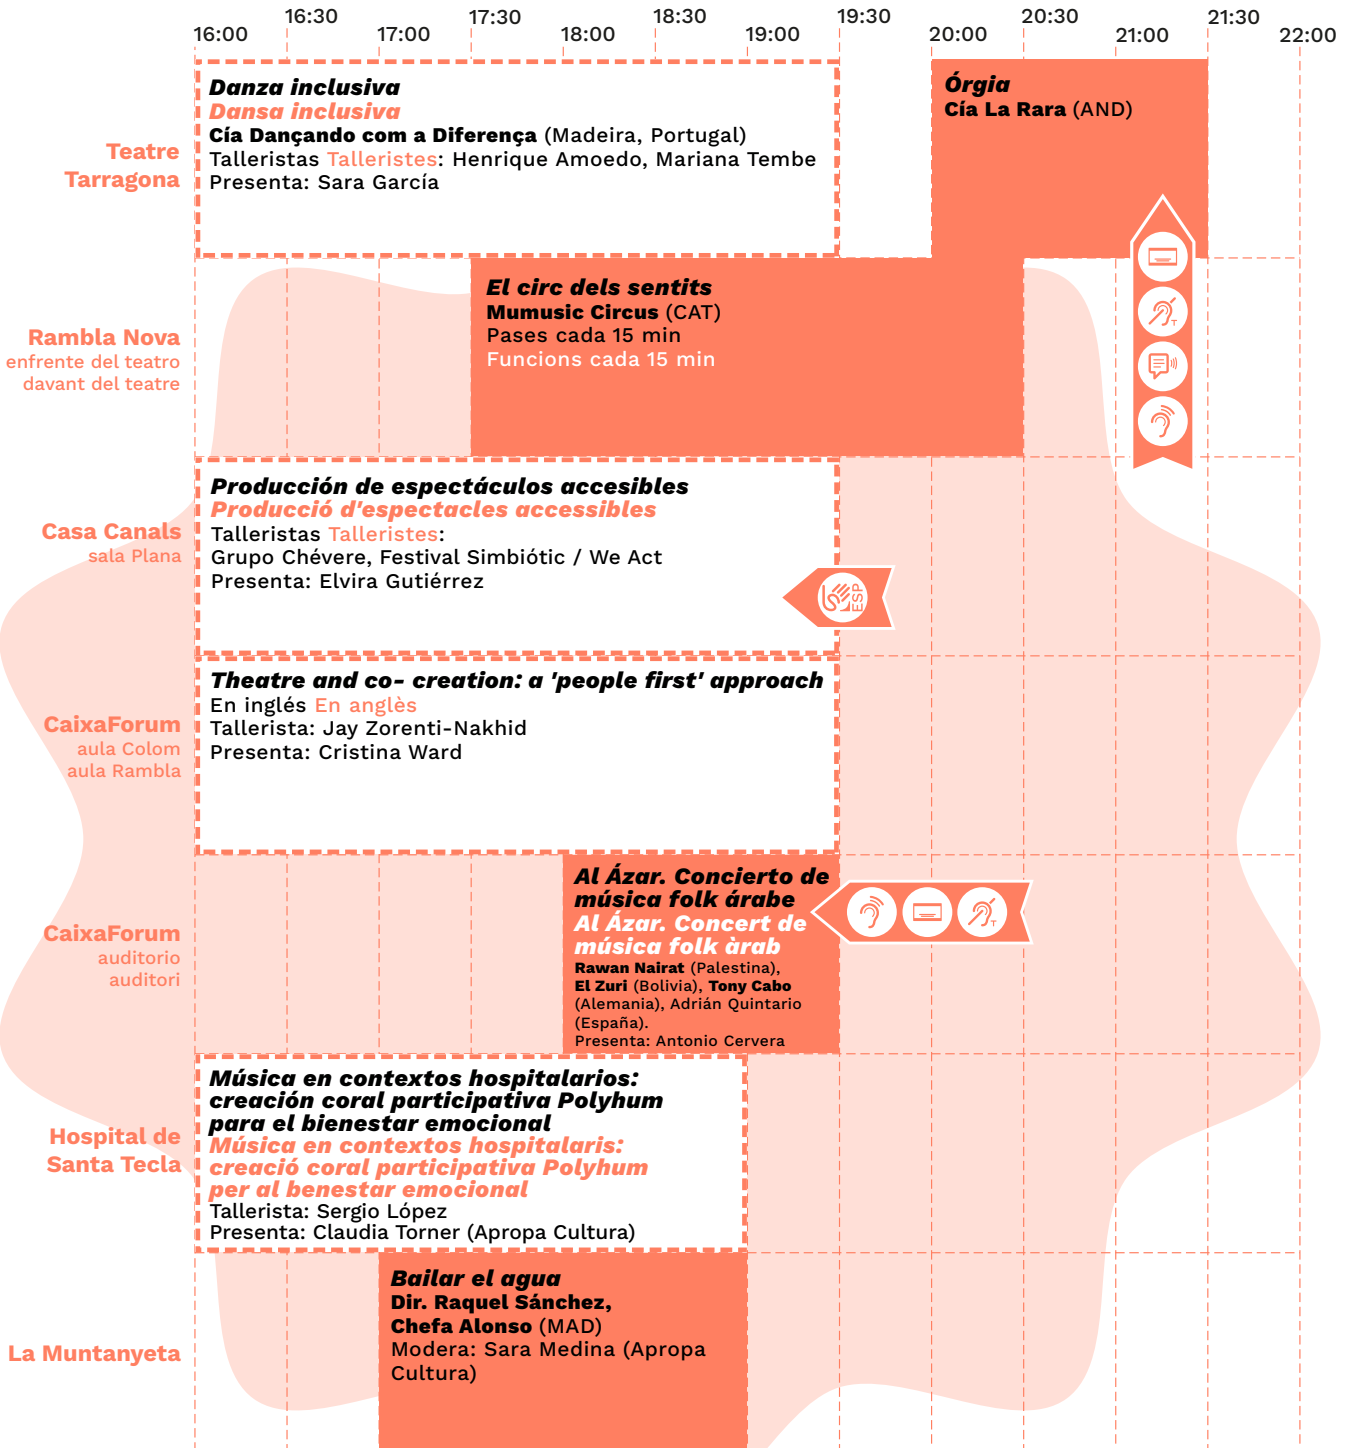 16:30 17:30 18:30 19:30 20:30 21:30
16:00 17:00 18:00 19:00 20:00 21:00 22:00
Teatre
Tarragona
Danza inclusiva
Dansa inclusiva
Cía Dançando com a Diferença (Madeira, Portugal)
Talleristas Talleristes: Henrique Amoedo, Mariana Tembe
Presenta: Sara García
Órgia
Cía La Rara (AND)
Rambla Nova
enfrente del teatro
davant del teatre
El circ dels sentits
Mumusic Circus (CAT)
Pases cada 15 min
Funcions cada 15 min
T
Casa Canals
sala Plana
Producción de espectáculos accesibles
Producció d'espectacles accessibles
Talleristas Talleristes:
Grupo Chévere, Festival Simbiótic / We Act
Presenta: Elvira Gutiérrez
ESP
CaixaForum
aula Colom
aula Rambla
Theatre and co- creation: a 'people first' approach
En inglés En anglès
Tallerista: Jay Zorenti-Nakhid
Presenta: Cristina Ward
CaixaForum
auditorio
auditori
Al Ázar. Concierto de
música folk árabe
Al Ázar. Concert de
música folk àrab
Rawan Nairat (Palestina),
El Zuri (Bolivia), Tony Cabo
(Alemania), Adrián Quintario
(España).
Presenta: Antonio Cervera
T
Hospital de
Santa Tecla
Música en contextos hospitalarios:
creación coral participativa Polyhum
para el bienestar emocional
Música en contextos hospitalaris:
creació coral participativa Polyhum
per al benestar emocional
Tallerista: Sergio López
Presenta: Claudia Torner (Apropa Cultura)
La Muntanyeta
Bailar el agua
Dir. Raquel Sánchez,
Chefa Alonso (MAD)
Modera: Sara Medina (Apropa
Cultura)